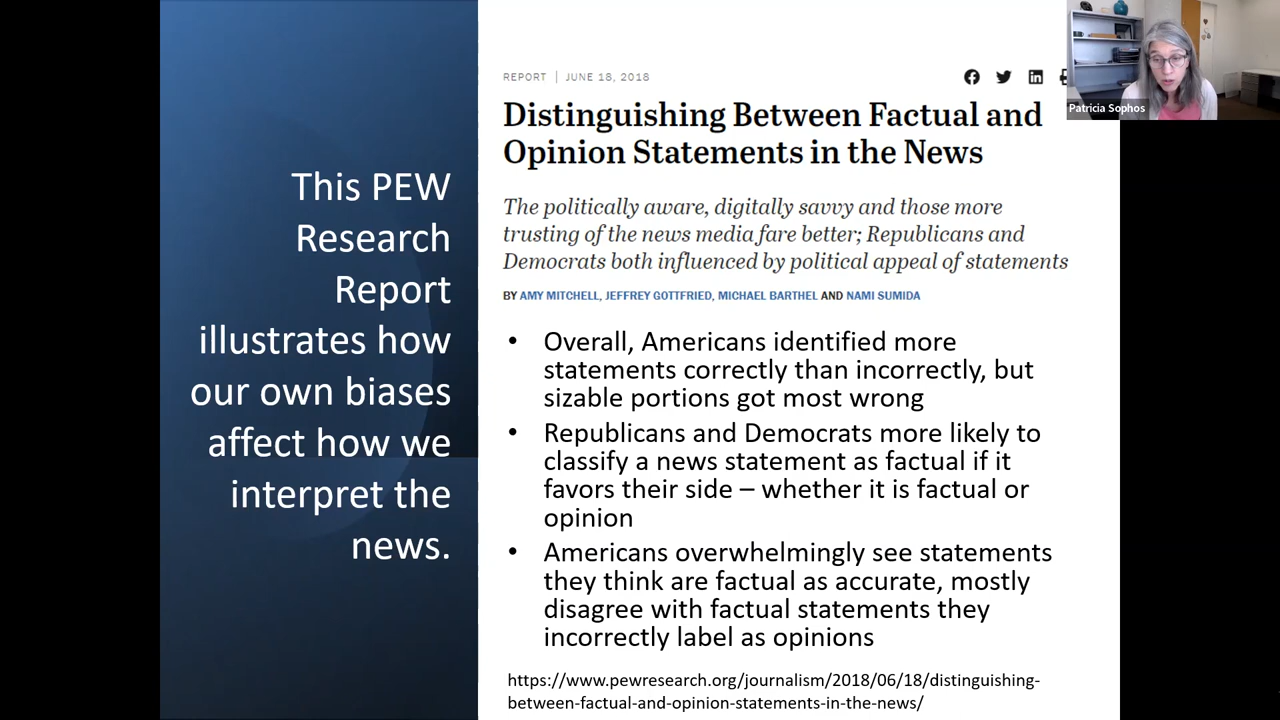 This PEW
Research
Report
illustrates how
our own biases
affect how we
interpret the
news.
REPORT | JUNE 18, 2018
Distinguishing Between Factual and
Opinion Statements in the News
The politically aware, digitally savvy and those more
trusting of the news media fare better; Republicans and
Democrats both influenced by political appeal of statements
BY AMY MITCHELL, JEFFREY GOTTFRIED, MICHAEL BARTHEL AND NAMI SUMIDA
• Overall, Americans identified more
statements correctly than incorrectly, but
sizable portions got most wrong
• Republicans and Democrats more likely to
classify a news statement as factual if it
favors their side – whether it is factual or
opinion
• Americans overwhelmingly see statements
they think are factual as accurate, mostly
disagree with factual statements they
incorrectly label as opinions
https://www.pewresearch.org/journalism/2018/06/18/distinguishing-
between-factual-and-opinion-statements-in-the-news/
Patricia Sophos